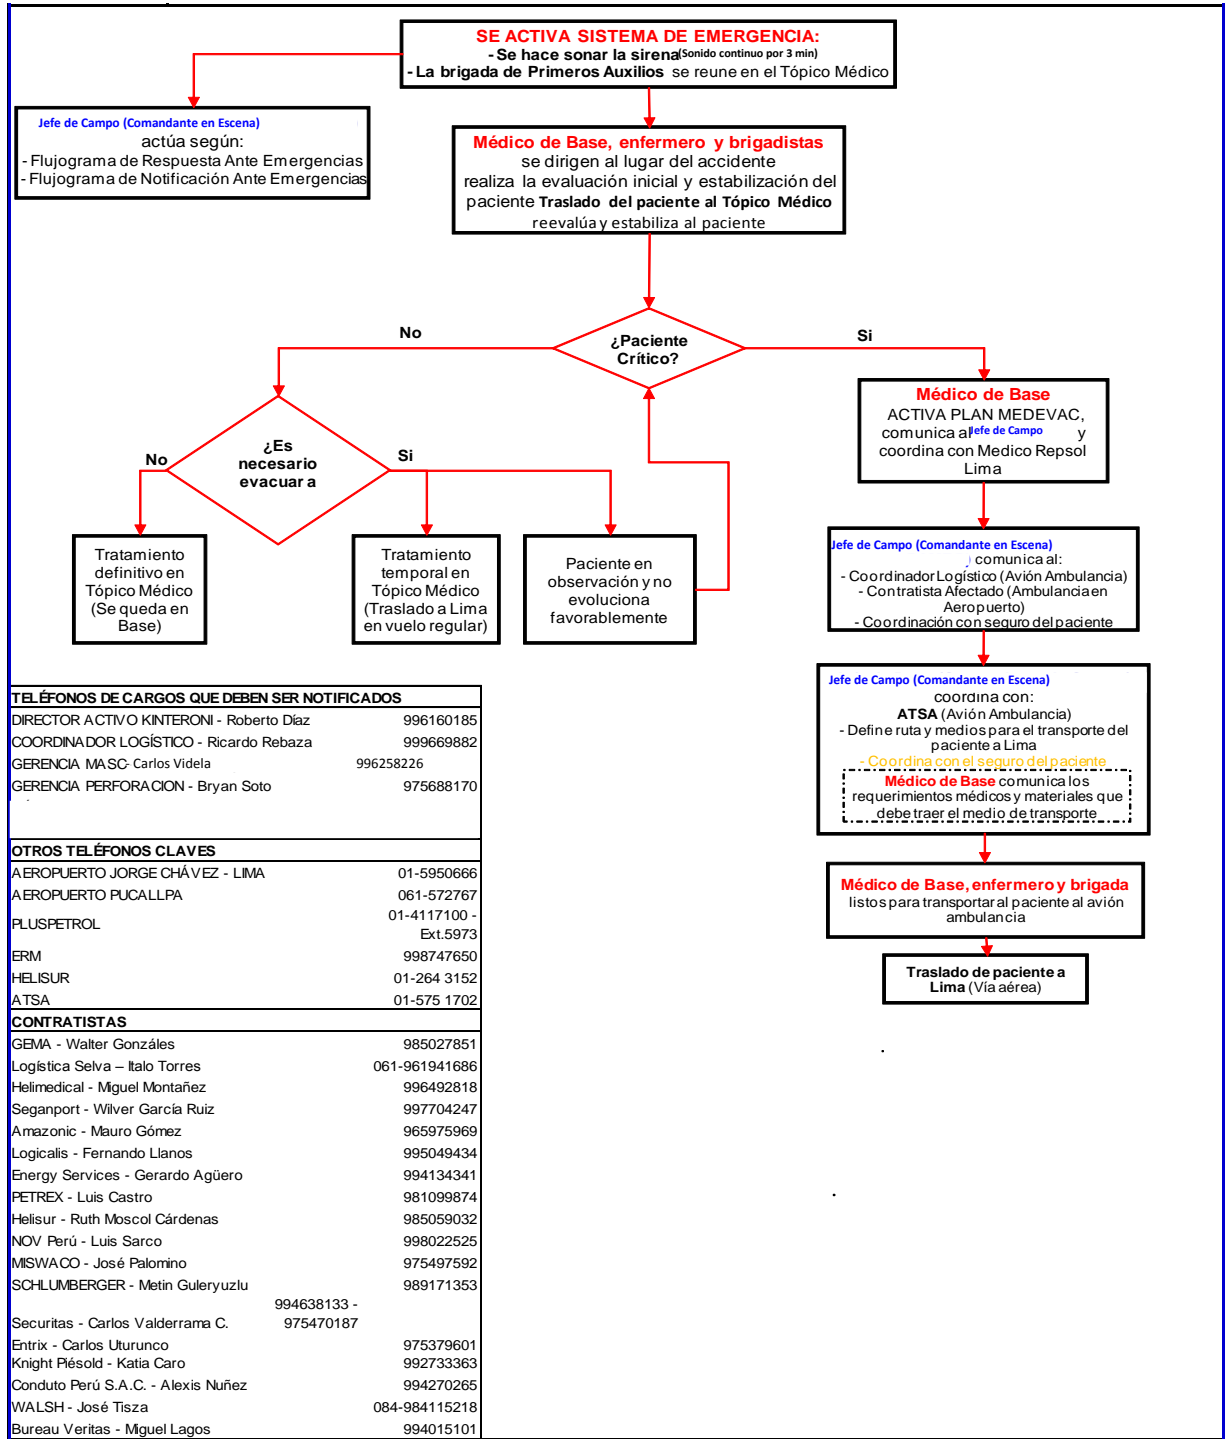 SE ACTIVA SISTEMA DE EMERGENCIA:
- Se hace sonar la sirena(Sonido continuo por 3 min)
- La brigada de Primeros Auxilios se reune en el Tópico Médico
Jefe de Campo (Comandante en Escena)
actúa según:
- Flujograma de Respuesta Ante Emergencias
- Flujograma de Notificación Ante Emergencias
Médico de Base, enfermero y brigadistas
se dirigen al lugar del accidente
realiza la evaluación inicial y estabilización del
paciente Traslado del paciente al Tópico Médico
reevalúa y estabiliza al paciente
¿Paciente
Crítico?
No
Si
¿Es
necesario
evacuar a
No
Si
Tratamiento
definitivo en
Tópico Médico
(Se queda en
Base)
Tratamiento
temporal en
Tópico Médico
(Traslado a Lima
en vuelo regular)
Paciente en
observación y no
evoluciona
favorablemente
Médico de Base
ACTIVA PLAN MEDEVAC,
comunica al Jefe de Campo y
coordina con Medico Repsol
Lima
Jefe de Campo (Comandante en Escena)
) comunica al:
- Coordinador Logístico (Avión Ambulancia)
- Contratista Afectado (Ambulancia en
Aeropuerto)
- Coordinación con seguro del paciente
Jefe de Campo (Comandante en Escena)
coordina con:
ATSA (Avión Ambulancia)
- Define ruta y medios para el transporte del
paciente a Lima
- Coordina con el seguro del paciente
Médico de Base comunica los
requerimientos médicos y materiales que
debe traer el medio de transporte
Médico de Base, enfermero y brigada
listos para transportar al paciente al avión
ambulancia
Traslado de paciente a
Lima (Vía aérea)
TELÉFONOS DE CARGOS QUE DEBEN SER NOTIFICADOS
DIRECTOR ACTIVO KINTERONI - Roberto Díaz 996160185
COORDINADOR LOGÍSTICO - Ricardo Rebaza 999669882
GERENCIA MASC- Carlos Videla 996258226
GERENCIA PERFORACION - Bryan Soto 975688170
OTROS TELÉFONOS CLAVES
AEROPUERTO JORGE CHÁVEZ - LIMA 01-5950666
AEROPUERTO PUCALLPA 061-572767
PLUSPETROL 01-4117100 -
Ext.5973
ERM 998747650
HELISUR 01-264 3152
ATSA 01-575 1702
CONTRATISTAS
GEMA - Walter Gonzáles 985027851
Logística Selva – Italo Torres 061-961941686
Helimedical - Miguel Montañez 996492818
Seganport - Wilver García Ruiz 997704247
Amazonic - Mauro Gómez 965975969
Logicalis - Fernando Llanos 995049434
Energy Services - Gerardo Agüero 994134341
PETREX - Luis Castro 981099874
Helisur - Ruth Moscol Cárdenas 985059032
NOV Perú - Luis Sarco 998022525
MISWACO - José Palomino 975497592
SCHLUMBERGER - Metin Guleryuzlu 989171353
994638133 -
Securitas - Carlos Valderrama C. 975470187
Entrix - Carlos Uturunco 975379601
Knight Piésold - Katia Caro 992733363
Conduto Perú S.A.C. - Alexis Nuñez 994270265
WALSH - José Tisza 084-984115218
Bureau Veritas - Miguel Lagos 994015101